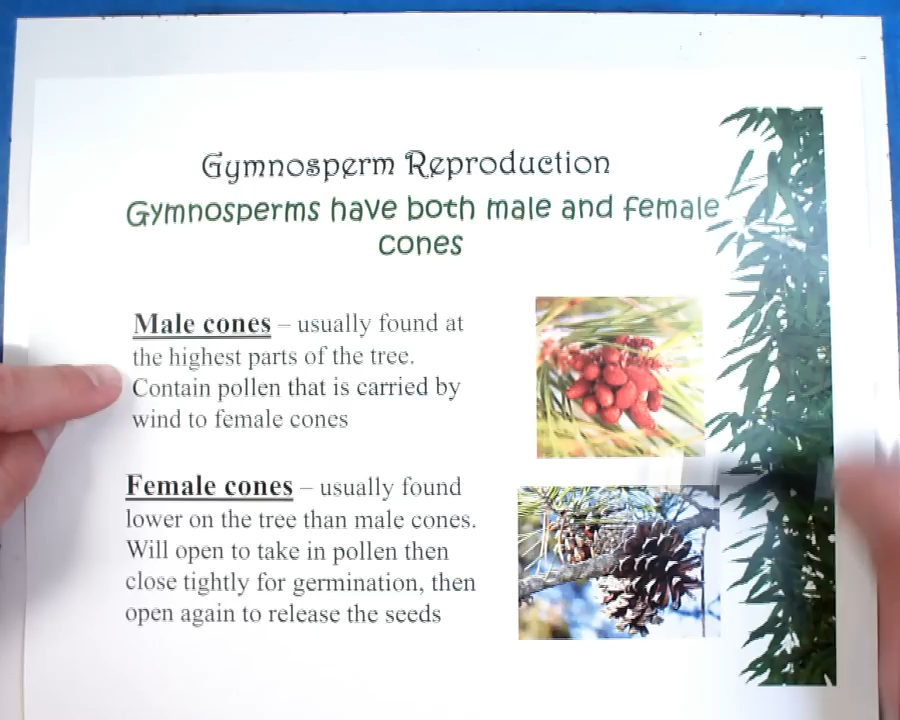 Gymnosperm Reproduction
Gymnosperms have both male and female
cones
Male cones – usually found at
the highest parts of the tree.
Contain pollen that is carried by
wind to female cones
Female cones – usually found
lower on the tree than male cones.
Will open to take in pollen then
close tightly for germination, then
open again to release the seeds